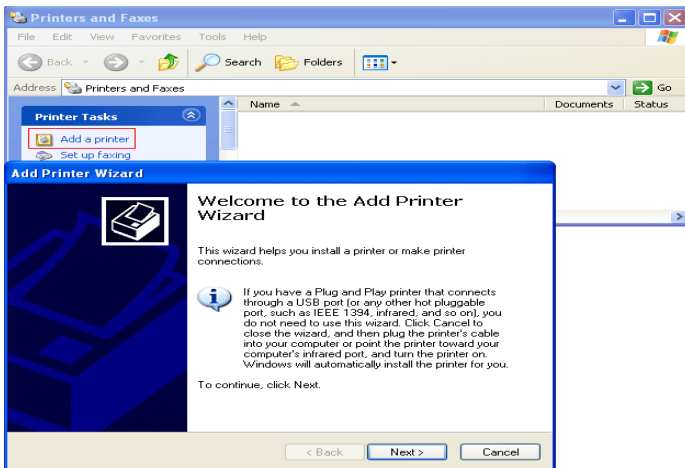 Printers and Faxes
File Edit View Favorites Tools Help
Back Search Folders
Address Printers and Faxes Go
Name Documents Status
Printer Tasks
Add a printer
Set up faxing
Add Printer Wizard
Welcome to the Add Printer
Wizard
This wizard helps you install a printer or make printer
connections.
If you have a Plug and Play printer that connects
through a USB port (or any other hot pluggable
port, such as IEEE 1394, infrared, and so on), you
do not need to use this wizard. Click Cancel to
close the wizard, and then plug the printer's cable
into your computer or point the printer toward your
computer's infrared port, and turn the printer on.
Windows will automatically install the printer for you.
To continue, click Next.
< Back Next > Cancel